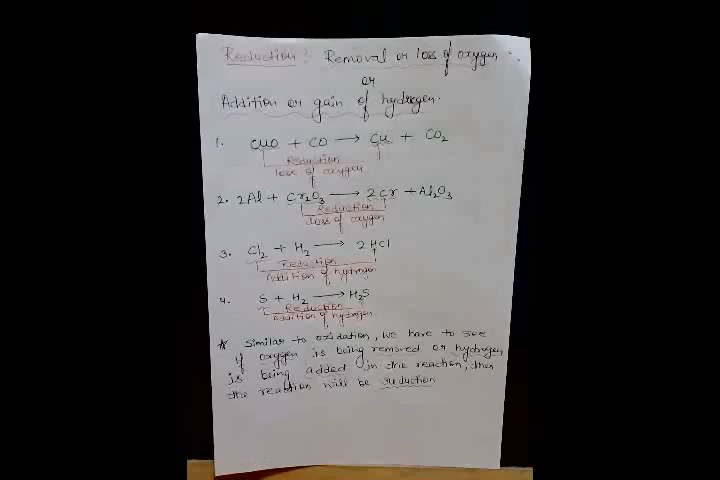 Reduction: Removal or loss of oxygen
or
Addition or gain of hydrogen.
1. CuO + CO → Cu + CO₂
Reduction
loss of oxygen
2. 2Al + Cr₂O₃ → 2Cr + Al₂O₃
Reduction
loss of oxygen
3. Cl₂ + H₂ → 2HCl
Reduction
Addition of hydrogen
4. S + H₂ → H₂S
Reduction
Addition of hydrogen
* Similar to oxidation, we have to see
if oxygen is being removed or hydrogen
is being added in the reaction, then
the reaction will be reduction